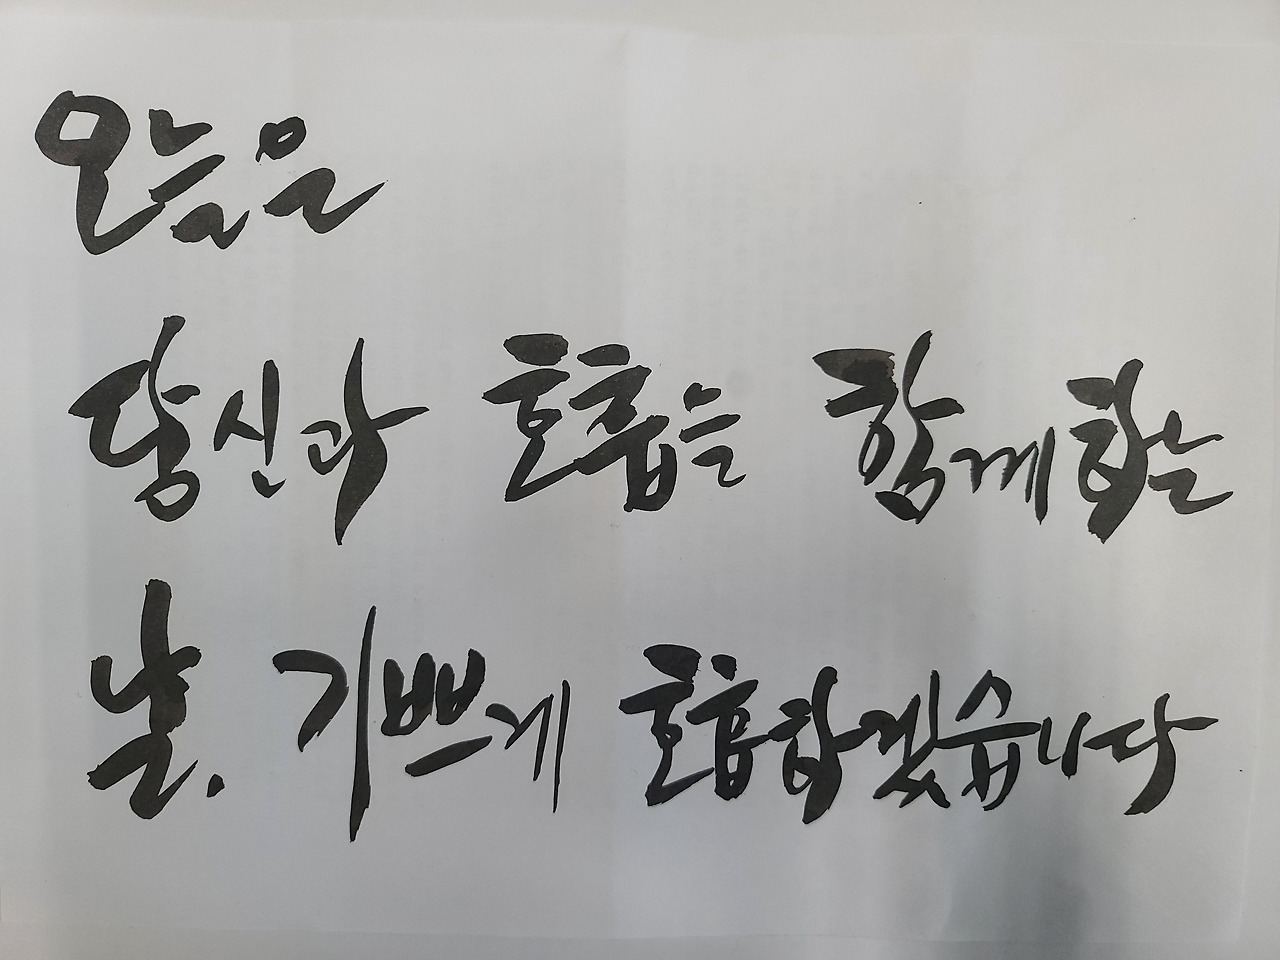 오늘은
당신과 호흡은 함께하는
날. 기쁘게 호흡하겠습니다